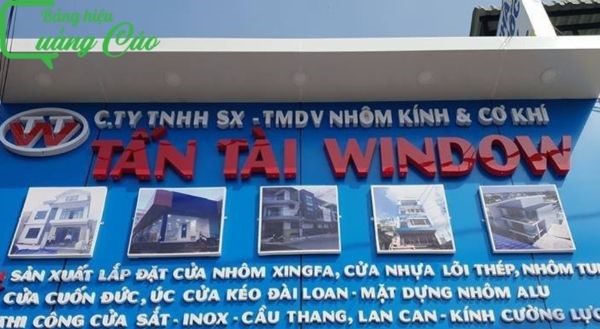 Bảng hiệu
Quảng Cáo
C.TY TNHH SX - TMDV NHÔM KÍNH & CƠ KHÍ
TW
TẤN TÀI WINDOW
SẢN XUẤT LẮP ĐẶT CỬA NHÔM XINGFA, CỬA NHỰA LÕI THÉP, NHÔM TUN
CỬA CUỐN ĐỨC, ÚC CỬA KÉO ĐÀI LOAN - MẶT DỰNG NHÔM ALU
THI CÔNG CỬA SẮT - INOX - CẦU THANG, LAN CAN - KÍNH CƯỜNG LỰC